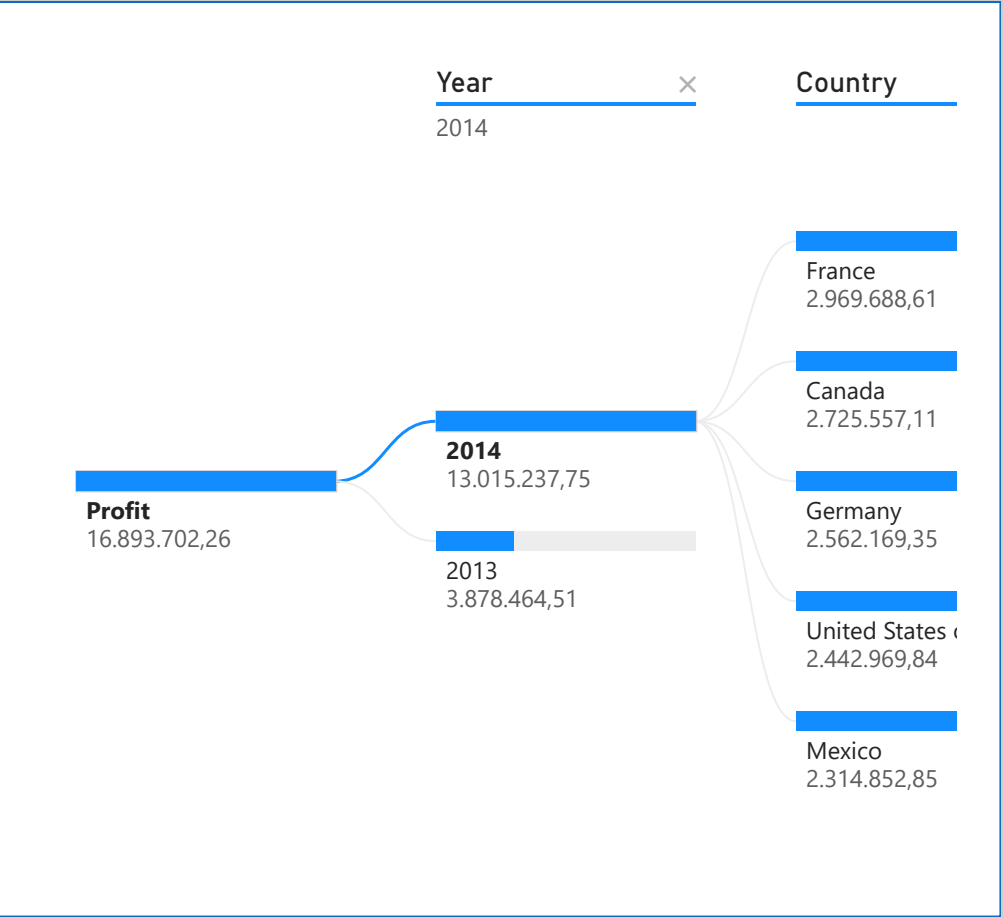 Year
2014
Country
Profit
16.893.702,26
2014
13.015.237,75
2013
3.878.464,51
France
2.969.688,61
Canada
2.725.557,11
Germany
2.562.169,35
United States
2.442.969,84
Mexico
2.314.852,85